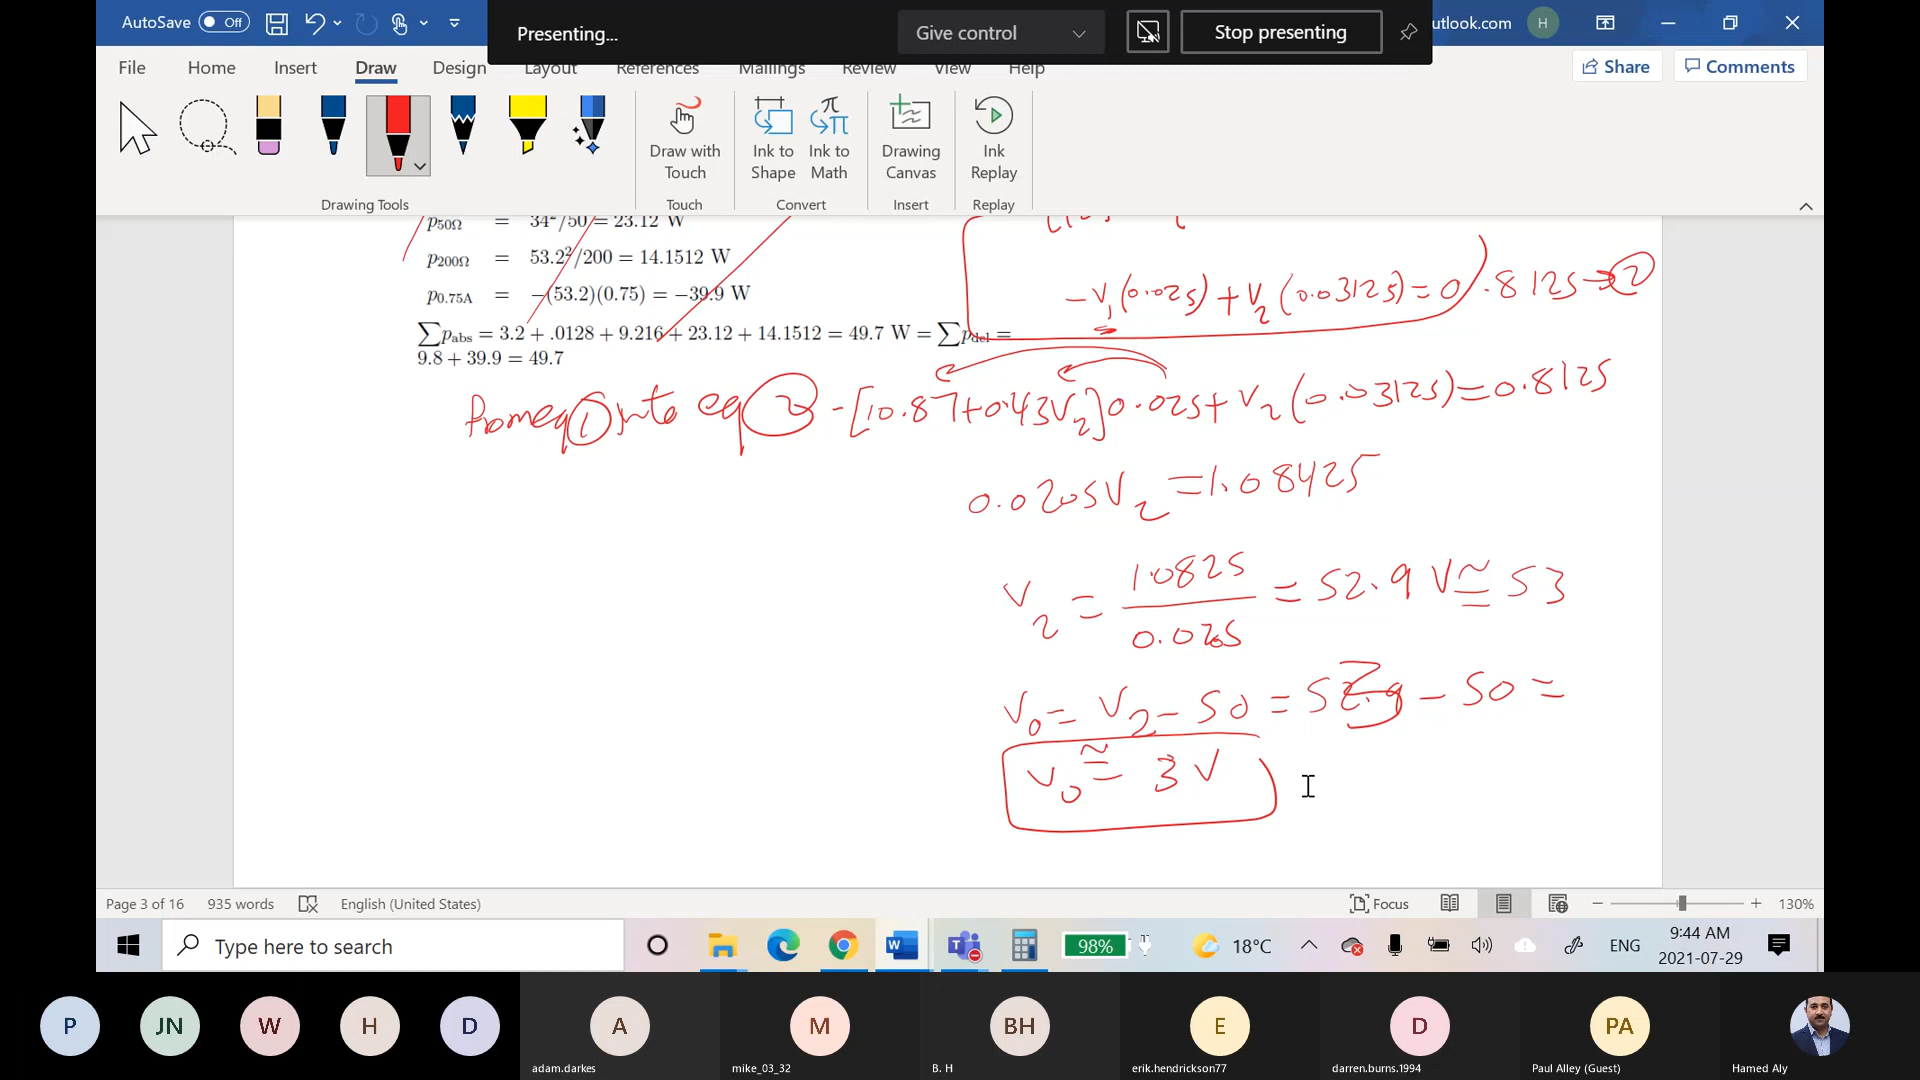 AutoSave Off
Presenting...
Give control
Stop presenting
utlook.com
H
File Home Insert Draw Design Layout References Mailings Review View Help
Share
Comments
Draw with Touch
Ink to Shape
Ink to Math
Drawing Canvas
Ink Replay
Drawing Tools
Touch
Convert
Insert
Replay
p50Ω = 34²/50 = 23.12 W
p200Ω = 53.2²/200 = 14.1512 W
p0.75A = −(53.2)(0.75) = −39.9 W
∑pabs = 3.2 + .0128 + 9.216 + 23.12 + 14.1512 = 49.7 W = ∑pdel =
9.8 + 39.9 = 49.7
-V1(0.025) + V2(0.03125) = 0.8125 → 2
From eq 1 into eq 2 -[10.87+0.43V2]0.025 + V2(0.03125) = 0.8125
0.0205V2 = 1.08425
V2 = 1.0825 / 0.0205 = 52.9 V ≅ 53
V0 = V2 - 50 = 53 - 50 =
V0 ≅ 3 V
Page 3 of 16
935 words
English (United States)
Focus
130%
Type here to search
98%
18°C
ENG
9:44 AM
2021-07-29
P
JN
W
H
D
A
M
BH
E
D
PA
adam.darkes
mike_03_32
B. H
erik.hendrickson77
darren.burns.1994
Paul Alley (Guest)
Hamed Aly